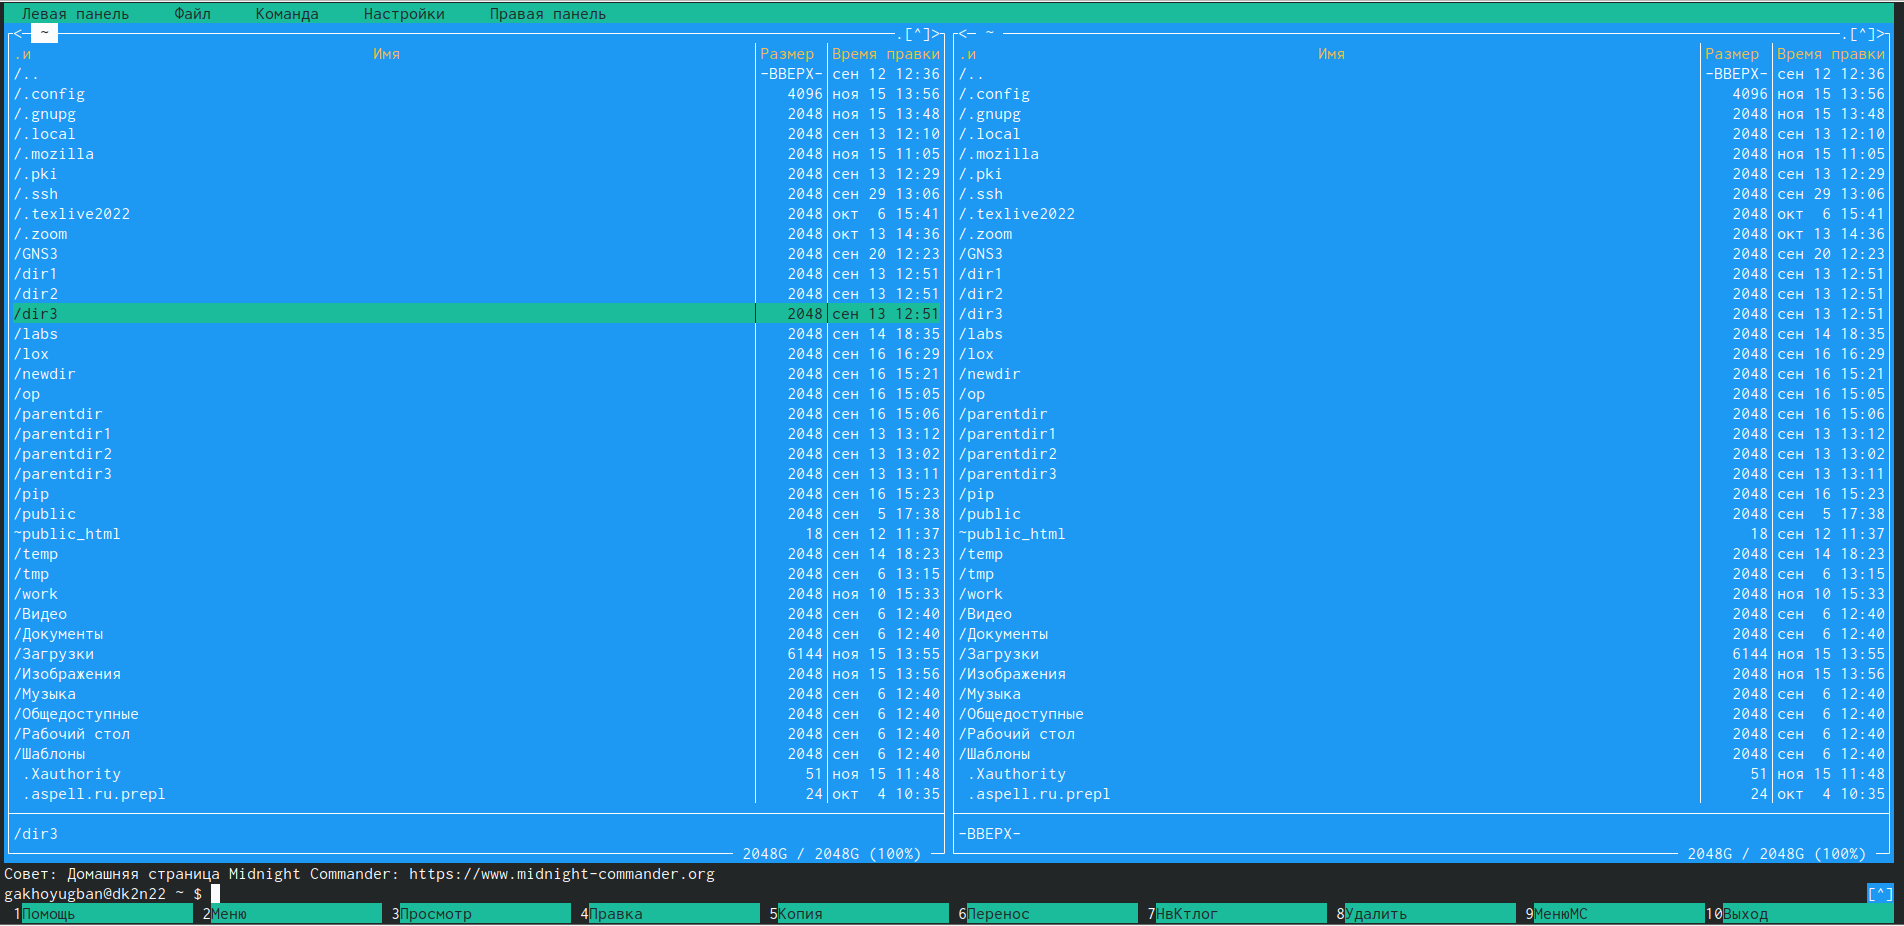 Левая панель Файл Команда Настройки Правая панель
<─ ~ .[^]> <─ ~ .[^]>
.и Имя Размер Время правки .и Имя Размер Время правки
/.. -ВВЕРХ- сен 12 12:36 /.. -ВВЕРХ- сен 12 12:36
/.config 4096 ноя 15 13:56 /.config 4096 ноя 15 13:56
/.gnupg 2048 ноя 15 13:48 /.gnupg 2048 ноя 15 13:48
/.local 2048 сен 13 12:10 /.local 2048 сен 13 12:10
/.mozilla 2048 ноя 15 11:05 /.mozilla 2048 ноя 15 11:05
/.pki 2048 сен 13 12:29 /.pki 2048 сен 13 12:29
/.ssh 2048 сен 29 13:06 /.ssh 2048 сен 29 13:06
/.texlive2022 2048 окт 6 15:41 /.texlive2022 2048 окт 6 15:41
/.zoom 2048 окт 13 14:36 /.zoom 2048 окт 13 14:36
/GNS3 2048 сен 20 12:23 /GNS3 2048 сен 20 12:23
/dir1 2048 сен 13 12:51 /dir1 2048 сен 13 12:51
/dir2 2048 сен 13 12:51 /dir2 2048 сен 13 12:51
/dir3 2048 сен 13 12:51 /dir3 2048 сен 13 12:51
/labs 2048 сен 14 18:35 /labs 2048 сен 14 18:35
/lox 2048 сен 16 16:29 /lox 2048 сен 16 16:29
/newdir 2048 сен 16 15:21 /newdir 2048 сен 16 15:21
/op 2048 сен 16 15:05 /op 2048 сен 16 15:05
/parentdir 2048 сен 16 15:06 /parentdir 2048 сен 16 15:06
/parentdir1 2048 сен 13 13:12 /parentdir1 2048 сен 13 13:12
/parentdir2 2048 сен 13 13:02 /parentdir2 2048 сен 13 13:02
/parentdir3 2048 сен 13 13:11 /parentdir3 2048 сен 13 13:11
/pip 2048 сен 16 15:23 /pip 2048 сен 16 15:23
/public 2048 сен 5 17:38 /public 2048 сен 5 17:38
~public_html 18 сен 12 11:37 ~public_html 18 сен 12 11:37
/temp 2048 сен 14 18:23 /temp 2048 сен 14 18:23
/tmp 2048 сен 6 13:15 /tmp 2048 сен 6 13:15
/work 2048 ноя 10 15:33 /work 2048 ноя 10 15:33
/Видео 2048 сен 6 12:40 /Видео 2048 сен 6 12:40
/Документы 2048 сен 6 12:40 /Документы 2048 сен 6 12:40
/Загрузки 6144 ноя 15 13:55 /Загрузки 6144 ноя 15 13:55
/Изображения 2048 ноя 15 13:56 /Изображения 2048 ноя 15 13:56
/Музыка 2048 сен 6 12:40 /Музыка 2048 сен 6 12:40
/Общедоступные 2048 сен 6 12:40 /Общедоступные 2048 сен 6 12:40
/Рабочий стол 2048 сен 6 12:40 /Рабочий стол 2048 сен 6 12:40
/Шаблоны 2048 сен 6 12:40 /Шаблоны 2048 сен 6 12:40
.Xauthority 51 ноя 15 11:48 .Xauthority 51 ноя 15 11:48
.aspell.ru.prepl 24 окт 4 10:35 .aspell.ru.prepl 24 окт 4 10:35
/dir3 -ВВЕРХ-
2048G / 2048G (100%) 2048G / 2048G (100%)
Совет: Домашняя страница Midnight Commander: https://www.midnight-commander.org
gakhoyugban@dk2n22 ~ $ [^]
1Помощь 2Меню 3Просмотр 4Правка 5Копия 6Перенос 7НвКтлог 8Удалить 9МенюМС 10Выход